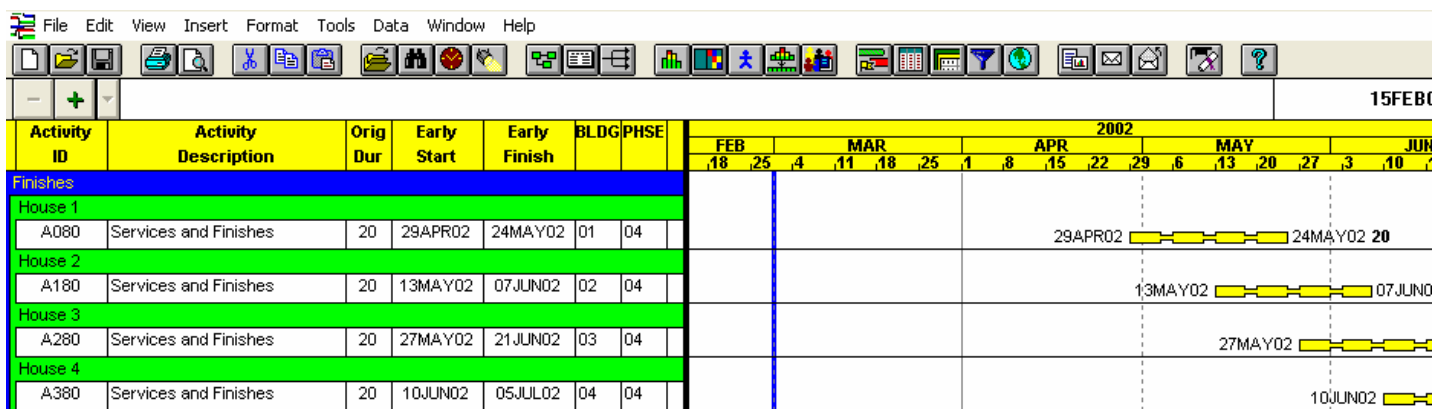 File Edit View Insert Format Tools Data Window Help
15FEB0
Activity ID Activity Description Orig Dur Early Start Early Finish BLDG PHSE
2002
FEB MAR APR MAY JUN
18 25 4 11 18 25 1 8 15 22 29 6 13 20 27 3 10
Finishes
House 1
A080 Services and Finishes 20 29APR02 24MAY02 01 04 29APR02 24MAY02 20
House 2
A180 Services and Finishes 20 13MAY02 07JUN02 02 04 13MAY02 07JUN0
House 3
A280 Services and Finishes 20 27MAY02 21JUN02 03 04 27MAY02
House 4
A380 Services and Finishes 20 10JUN02 05JUL02 04 04 10JUN02